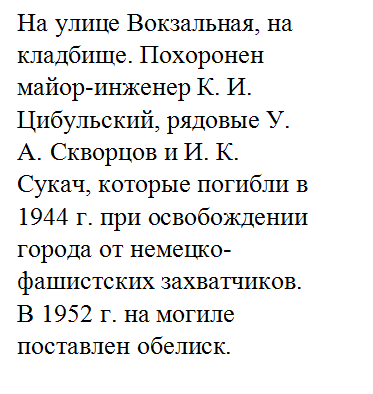 На улице Вокзальная, на
кладбище. Похоронен
майор-инженер К. И.
Цибульский, рядовые У.
А. Скворцов и И. К.
Сукач, которые погибли в
1944 г. при освобождении
города от немецко-
фашистских захватчиков.
В 1952 г. на могиле
поставлен обелиск.